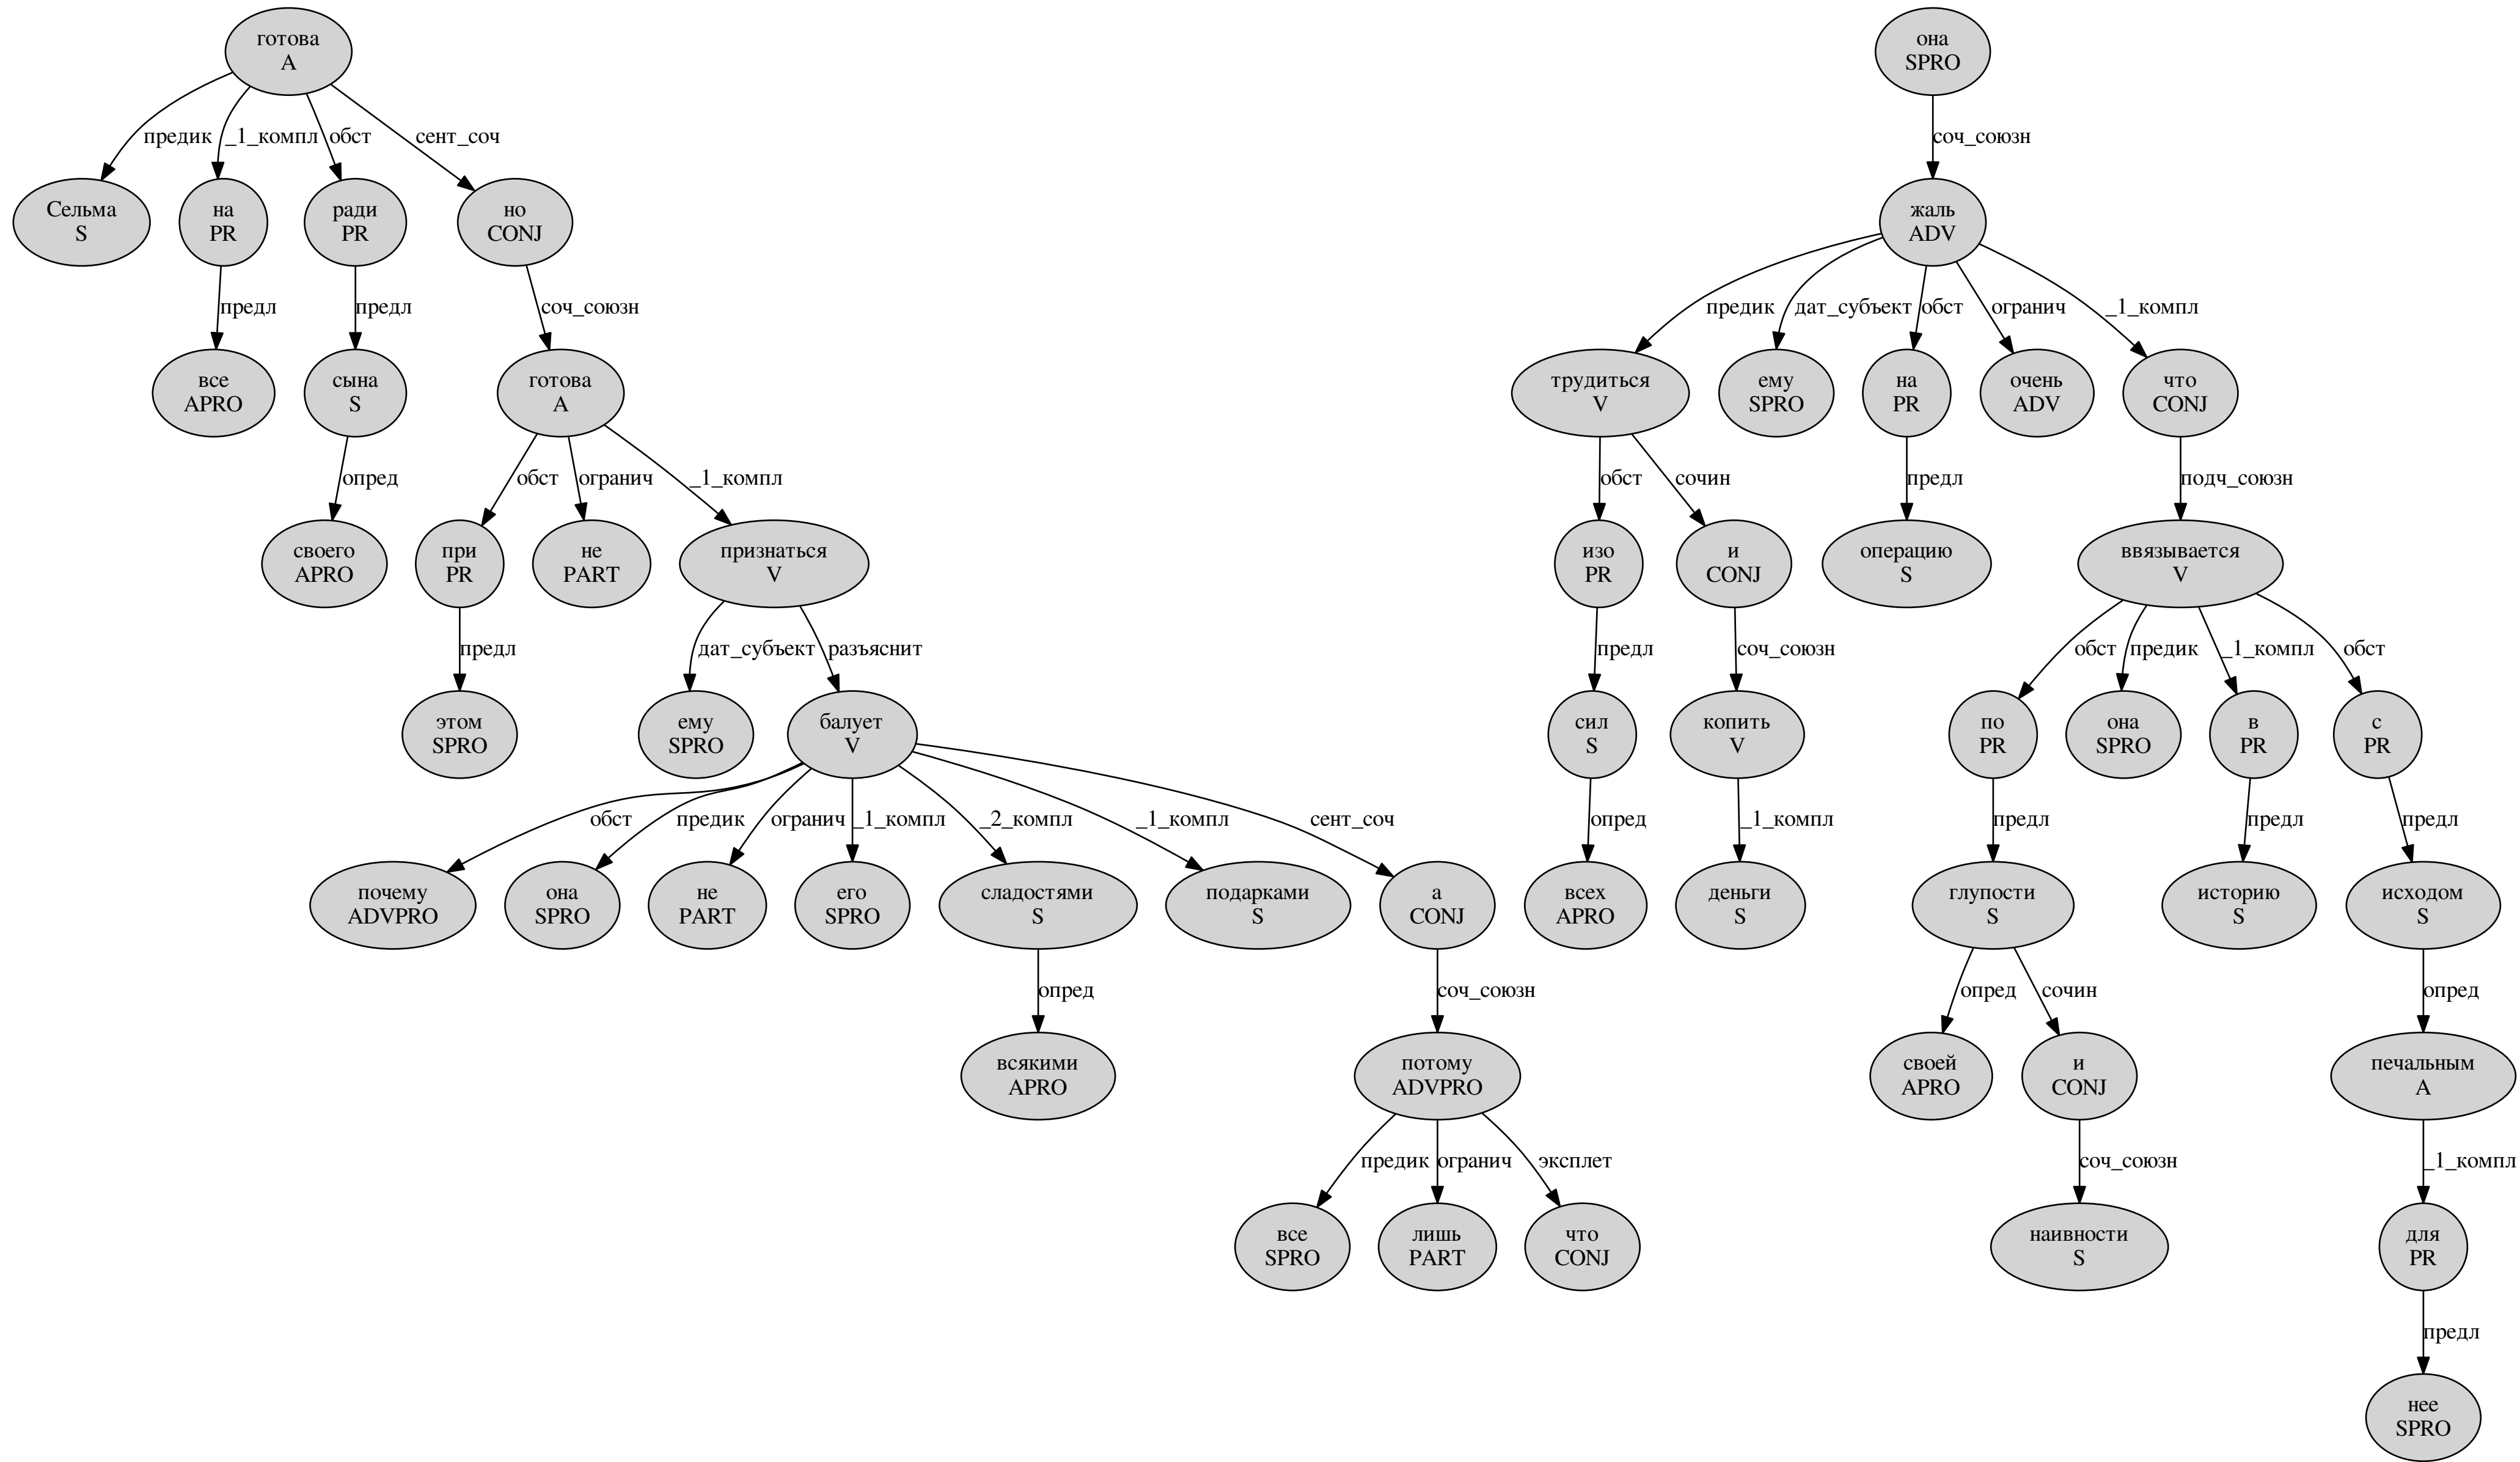 готова
A
она
SPRO
предик
_1_компл
обст
сент_соч
соч_союзн
Сельма
S
на
PR
ради
PR
но
CONJ
жаль
ADV
предл
предл
соч_союзн
предик
дат_субъект
обст
огранич
_1_компл
все
APRO
сына
S
готова
A
трудиться
V
ему
SPRO
на
PR
очень
ADV
что
CONJ
опред
обст
огранич
_1_компл
обст
сочин
предл
подч_союзн
своего
APRO
при
PR
не
PART
признаться
V
изо
PR
и
CONJ
операцию
S
ввязывается
V
предл
дат_субъект
разъяснит
предл
соч_союзн
обст
предик
_1_компл
обст
этом
SPRO
ему
SPRO
балует
V
сил
S
копить
V
по
PR
она
SPRO
в
PR
с
PR
обст
предик
огранич
_1_компл
_2_компл
_1_компл
сент_соч
опред
_1_компл
предл
предл
предл
почему
ADVPRO
она
SPRO
не
PART
его
SPRO
сладостями
S
подарками
S
а
CONJ
всех
APRO
деньги
S
глупости
S
историю
S
исходом
S
опред
соч_союзн
опред
сочин
опред
всякими
APRO
потому
ADVPRO
своей
APRO
и
CONJ
печальным
A
предик
огранич
эксплет
соч_союзн
_1_компл
все
SPRO
лишь
PART
что
CONJ
наивности
S
для
PR
предл
нее
SPRO